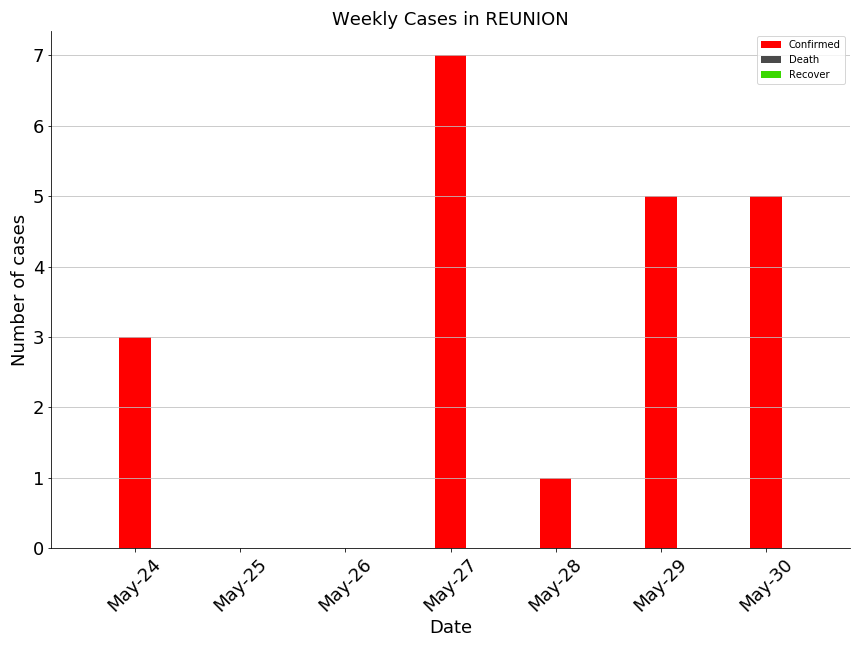 Weekly Cases in REUNION
Confirmed
Death
Recover
Number of cases
7
6
5
4
3
2
1
0
May-24
May-25
May-26
May-27
May-28
May-29
May-30
Date